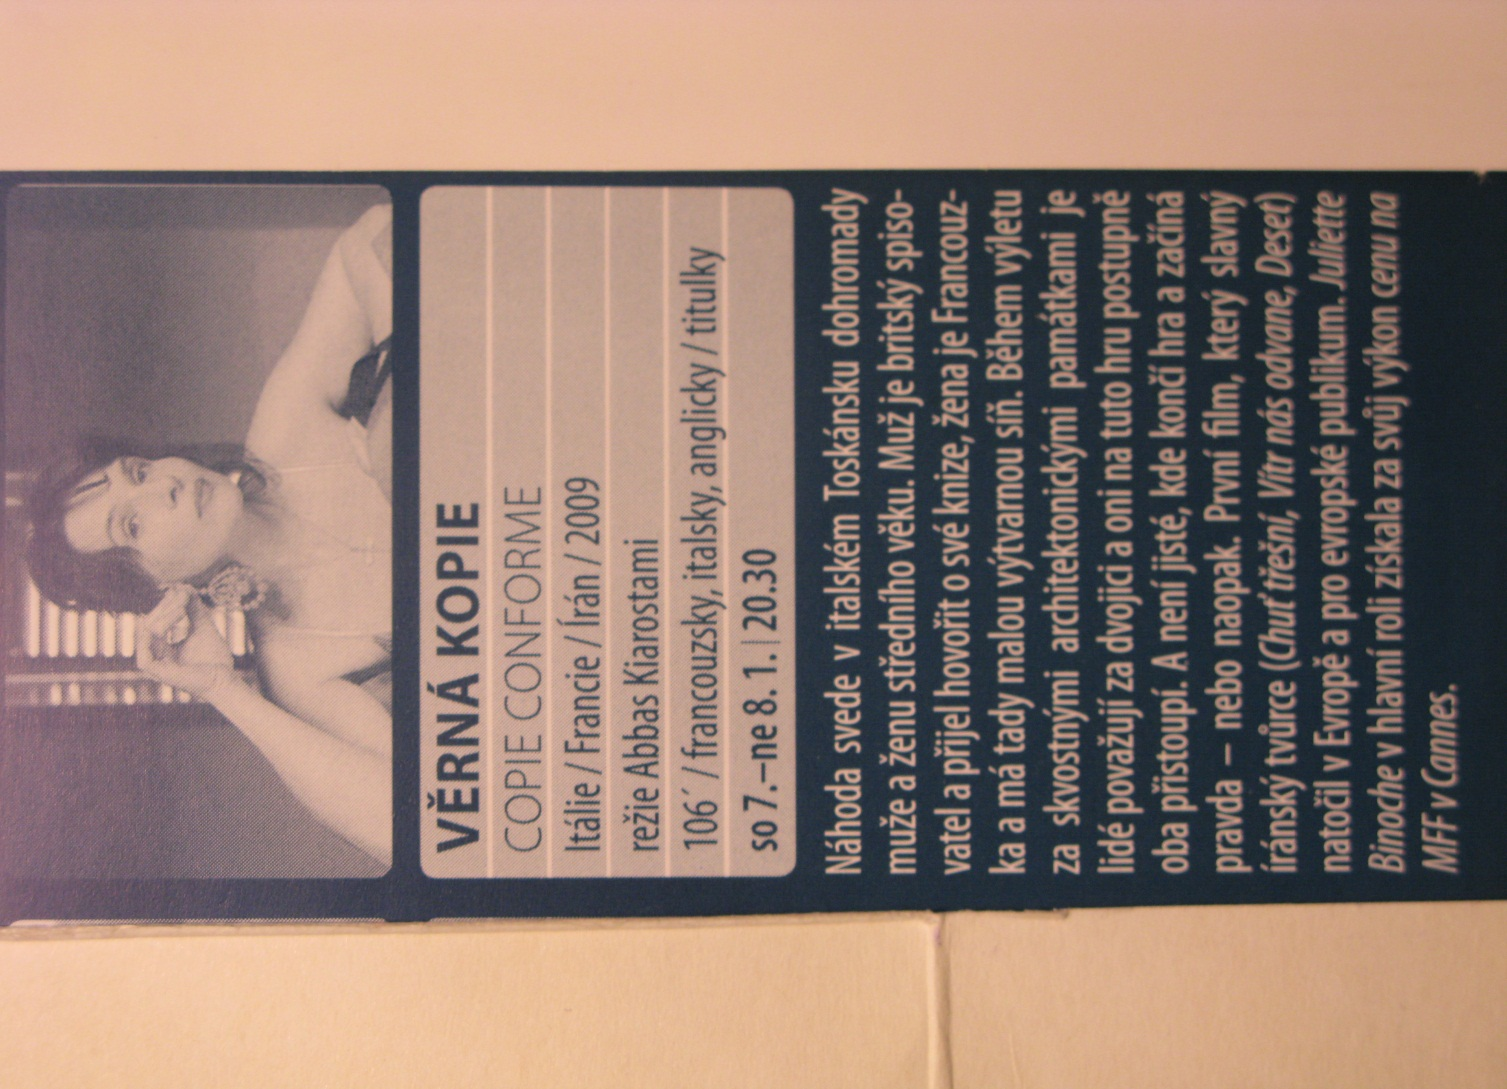 VĚRNÁ KOPIE
COPIE CONFORME
Itálie / Francie / Írán / 2009
režie Abbas Kiarostami
106´ / francouzsky, italsky, anglicky / titulky
so 7.–ne 8. 1. | 20.30
Náhoda svede v italském Toskánsku dohromady
muže a ženu středního věku. Muž je britský spiso-
vatel a přijel hovořit o své knize, žena je Francouz-
ka a má tady malou výtvarnou síň. Během výletu
za skvostnými architektonickými památkami je
lidé považují za dvojici a oni na tuto hru postupně
oba přistoupí. A není jisté, kde končí hra a začíná
pravda – nebo naopak. První film, který slavný
íránský tvůrce (Chuť třešní, Vítr nás odvane, Deset)
natočil v Evropě a pro evropské publikum. Juliette
Binoche v hlavní roli získala za svůj výkon cenu na
MFF v Cannes.